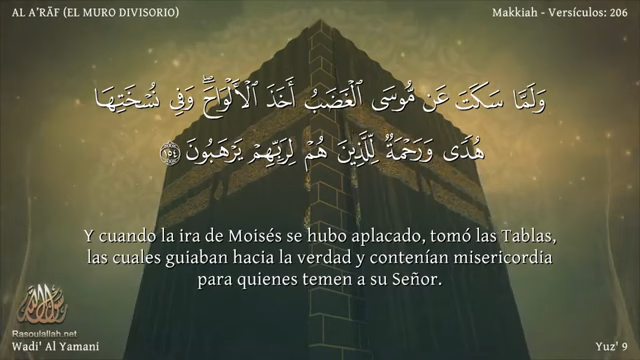 AL A'RĀF (EL MURO DIVISORIO)
Makkiah - Versículos: 206
وَلَمَّا سَكَتَ عَن مُّوسَى ٱلْغَضَبُ أَخَذَ ٱلْأَلْوَاحَ ۖ وَفِى نُسْخَتِهَا
هُدًى وَرَحْمَةٌ لِّلَّذِينَ هُمْ لِرَبِّهِمْ يَرْهَبُونَ ١٥٤
Y cuando la ira de Moisés se hubo aplacado, tomó las Tablas,
las cuales guiaban hacia la verdad y contenían misericordia
para quienes temen a su Señor.
Rasoulallah.net
Wadi' Al Yamani
Yuz' 9